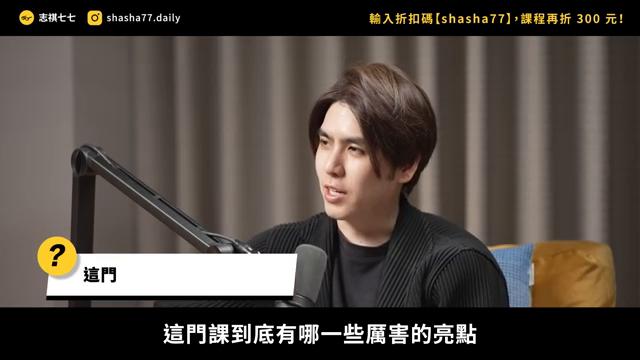 志祺七七 shasha77.daily 輸入折扣碼【shasha77】,課程再折 300 元!
? 這門
這門課到底有哪一些厲害的亮點